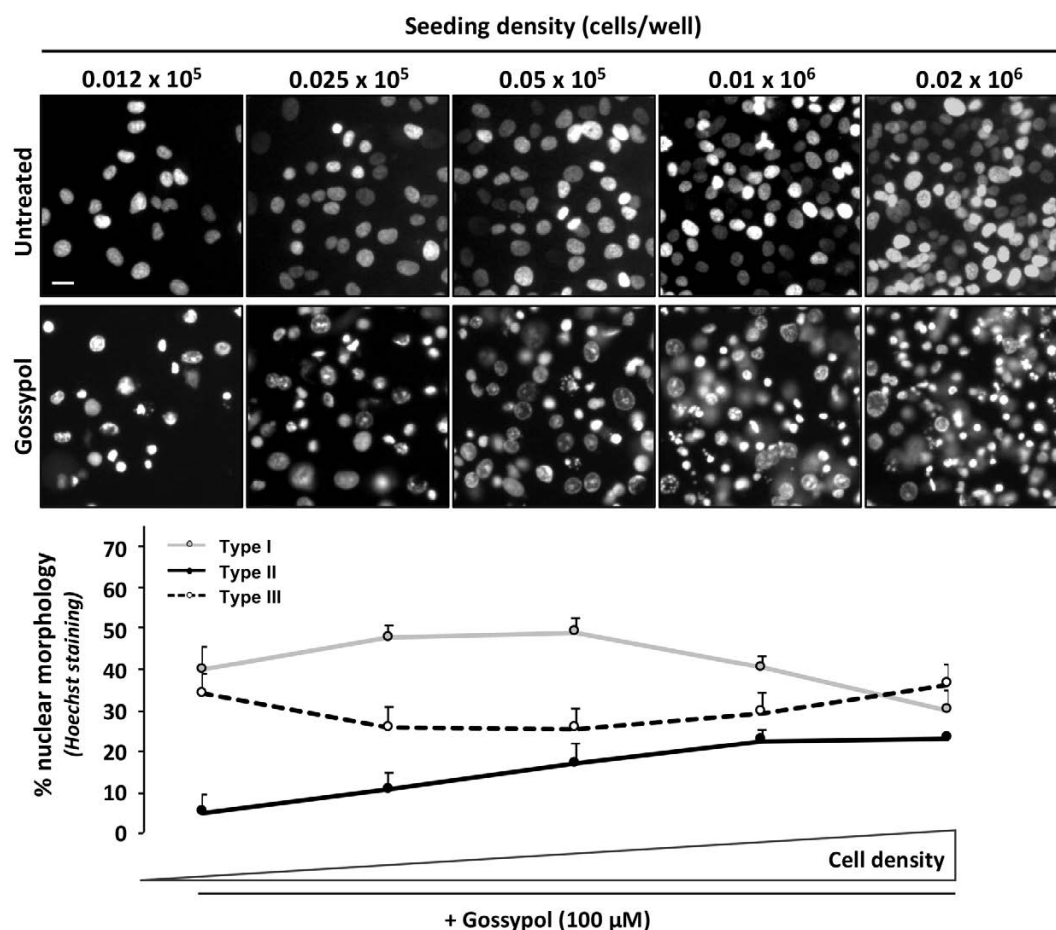 Seeding density (cells/well)
0.012 x 10⁵ 0.025 x 10⁵ 0.05 x 10⁵ 0.01 x 10⁶ 0.02 x 10⁶
Untreated
Gossypol
% nuclear morphology
(Hoechst staining)
70
60
50
40
30
20
10
0
Type I
Type II
Type III
Cell density
+ Gossypol (100 µM)